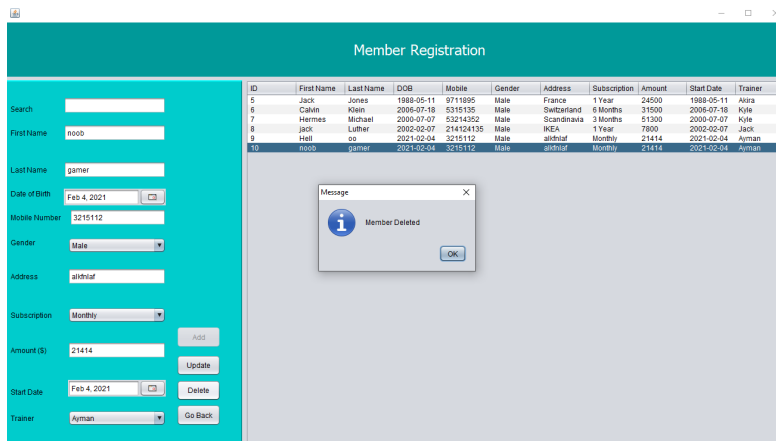 Member Registration
Search
First Name noob
Last Name gamer
Date of Birth Feb 4, 2021
Mobile Number 3215112
Gender Male
Address alkfnlaf
Subscription Monthly
Amount ($) 21414
Start Date Feb 4, 2021
Trainer Ayman
Add
Update
Delete
Go Back
ID First Name Last Name DOB Mobile Gender Address Subscription Amount Start Date Trainer
5 Jack Jones 1988-05-11 9711895 Male France 1 Year 24500 1988-05-11 Akira
6 Calvin Klein 2006-07-18 5315135 Male Switzerland 6 Months 31500 2006-07-18 Kyle
7 Hermes Michael 2000-07-07 53214352 Male Scandinavia 3 Months 51300 2000-07-07 Kyle
8 jack Luther 2002-02-07 214124135 Male IKEA 1 Year 7800 2002-02-07 Jack
9 Hell oo 2021-02-04 3215112 Male alkfnlaf Monthly 21414 2021-02-04 Ayman
10 noob gamer 2021-02-04 3215112 Male alkfnlaf Monthly 21414 2021-02-04 Ayman
Message
Member Deleted
OK